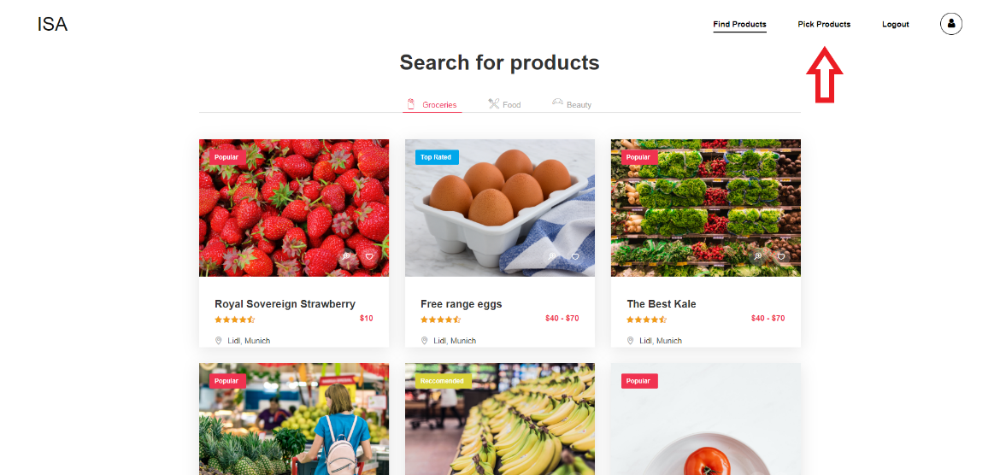 ISA
Find Products Pick Products Logout
Search for products
Groceries Food Beauty
Popular
Top Rated
Popular
Royal Sovereign Strawberry
$10
Lidl, Munich
Free range eggs
$40 - $70
Lidl, Munich
The Best Kale
$40 - $70
Lidl, Munich
Popular
Reccomended
Popular